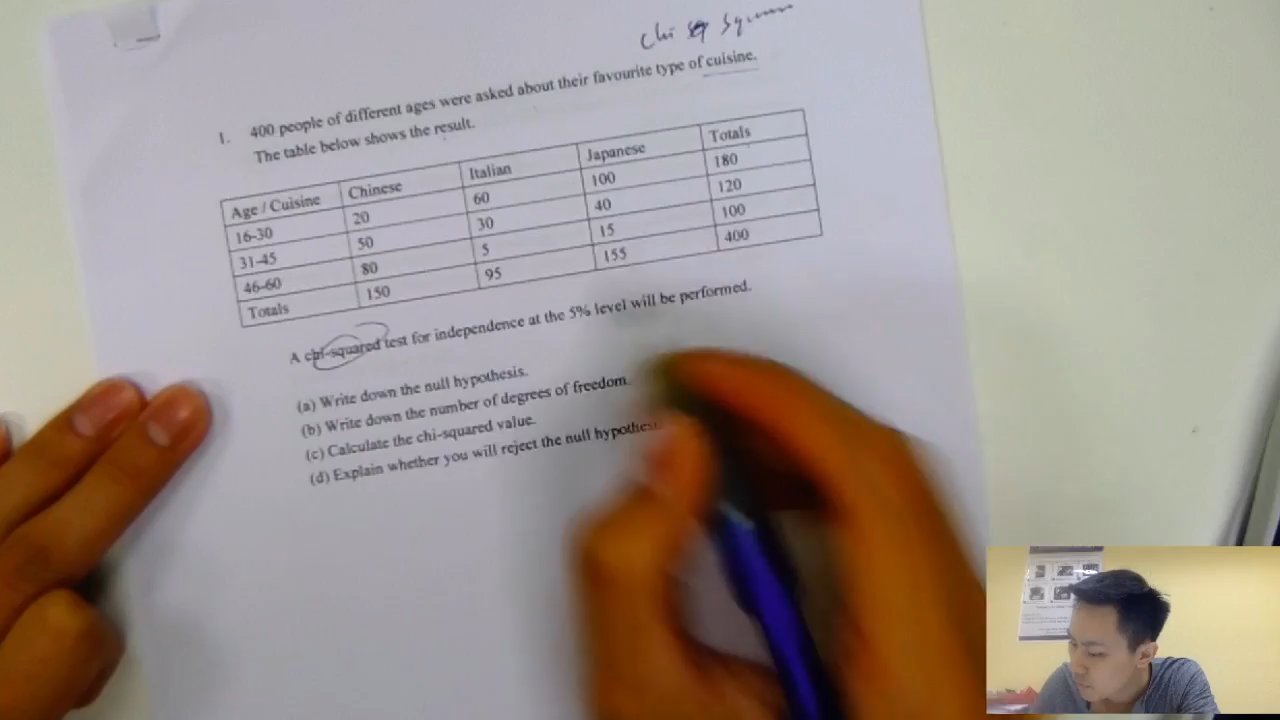 chi Square
1. 400 people of different ages were asked about their favourite type of cuisine.
The table below shows the result.
Age / Cuisine Chinese Italian Japanese Totals
16-30 20 60 100 180
31-45 50 30 40 120
46-60 80 5 15 100
Totals 150 95 155 400
A chi-squared test for independence at the 5% level will be performed.
(a) Write down the null hypothesis.
(b) Write down the number of degrees of freedom.
(c) Calculate the chi-squared value.
(d) Explain whether you will reject the null hypothesis